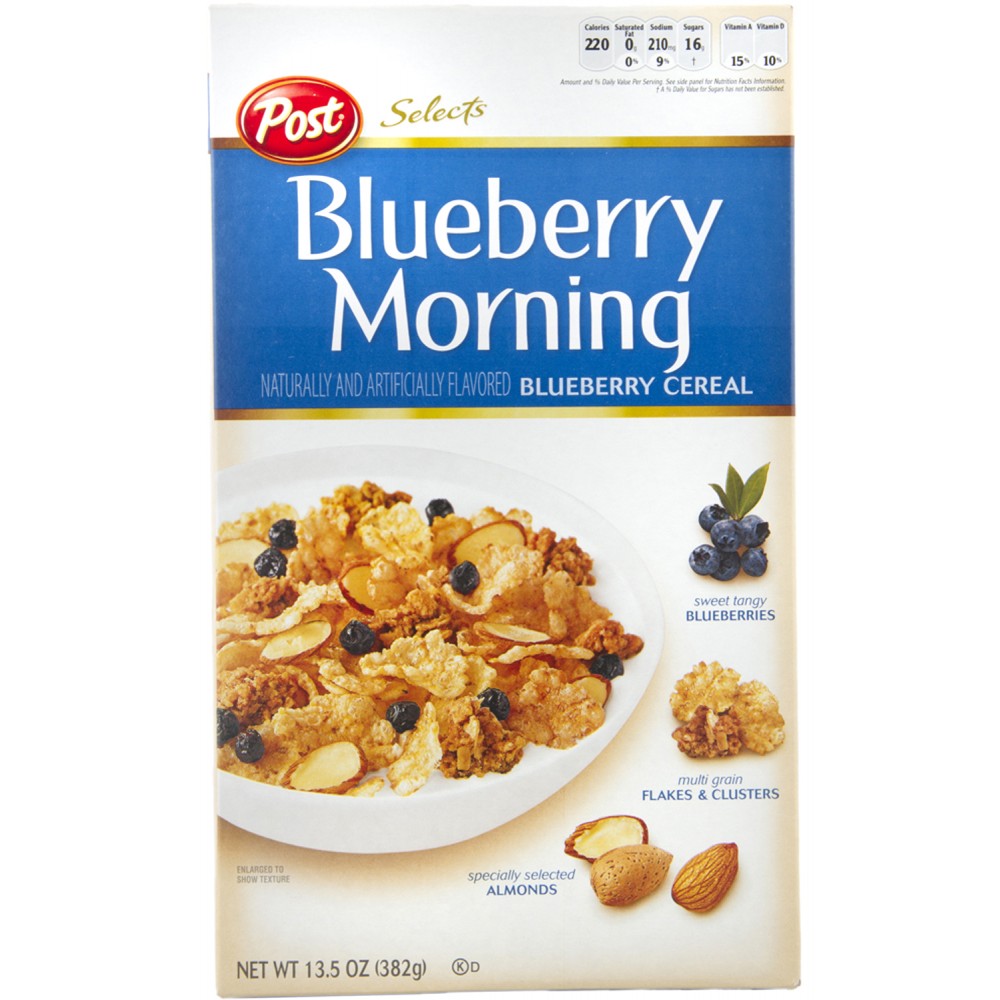 Calories Saturated Fat Sodium Sugars Vitamin A Vitamin D
220 0g 210mg 16g 15% 10%
0% 9% †
Amount and % Daily Value Per Serving. See side panel for Nutrition Facts Information.
† A % Daily Value for Sugars has not been established.
Post
Selects
Blueberry
Morning
NATURALLY AND ARTIFICIALLY FLAVORED BLUEBERRY CEREAL
sweet tangy
BLUEBERRIES
multi grain
FLAKES & CLUSTERS
specially selected
ALMONDS
ENLARGED TO
SHOW TEXTURE
NET WT 13.5 OZ (382g) K D